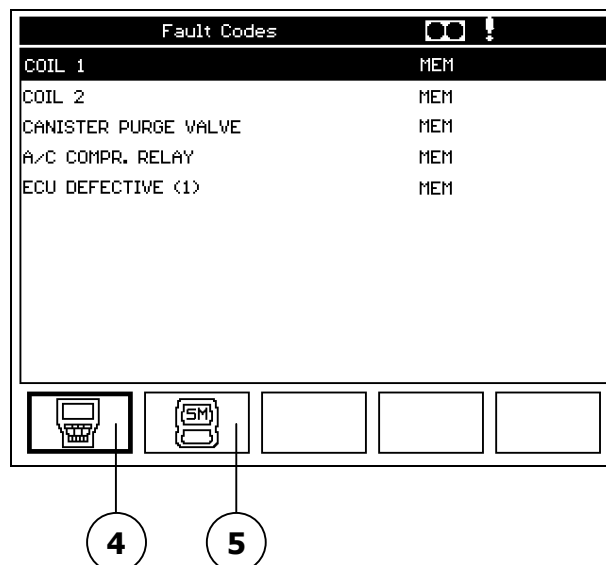 Fault Codes !
COIL 1 MEM
COIL 2 MEM
CANISTER PURGE VALVE MEM
A/C COMPR. RELAY MEM
ECU DEFECTIVE (1) MEM
SM
4 5